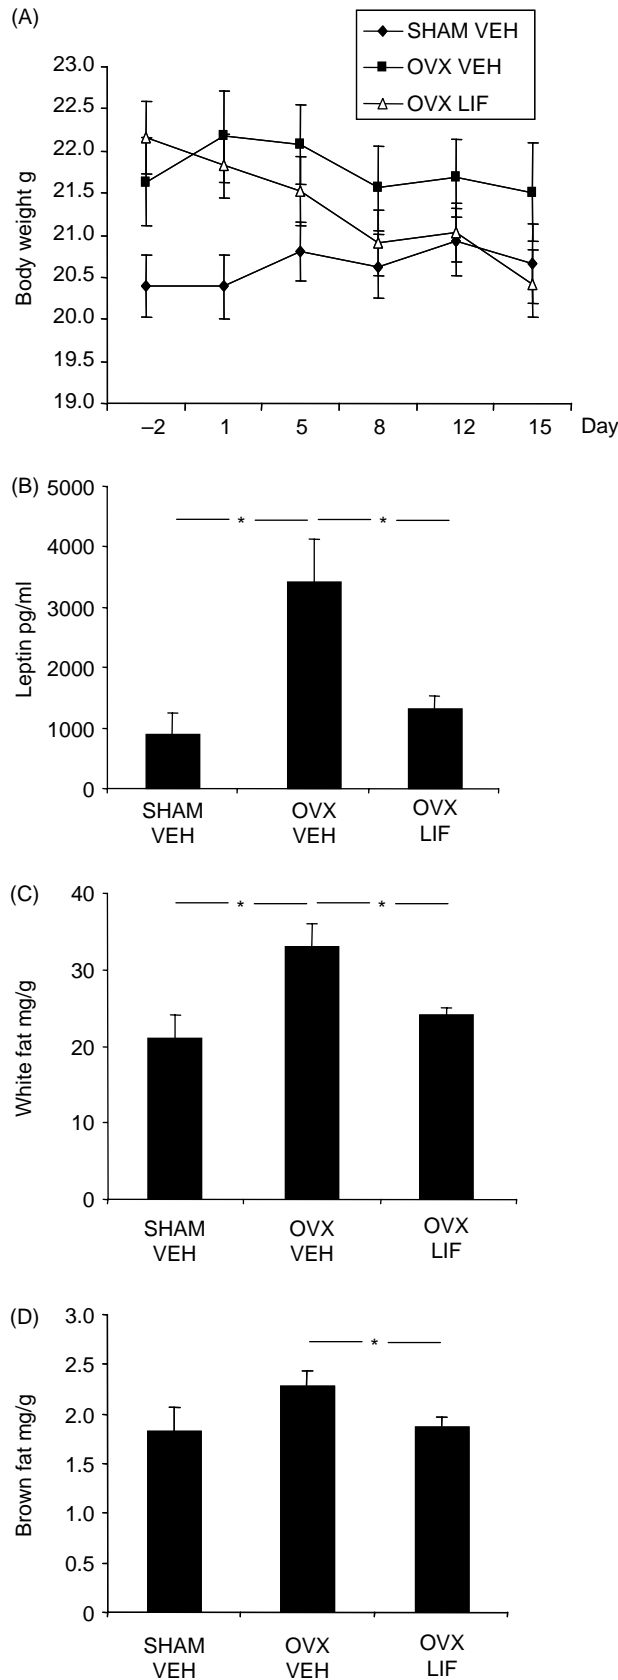 (A)
SHAM VEH
OVX VEH
OVX LIF
23.0
22.5
22.0
21.5
21.0
20.5
20.0
19.5
19.0
Body weight g
–2 1 5 8 12 15 Day
(B)
5000
4000
3000
2000
1000
0
Leptin pg/ml
* *
SHAM OVX OVX
VEH VEH LIF
(C)
40
30
20
10
0
White fat mg/g
* *
SHAM OVX OVX
VEH VEH LIF
(D)
3.0
2.5
2.0
1.5
1.0
0.5
0
Brown fat mg/g
*
SHAM OVX OVX
VEH VEH LIF